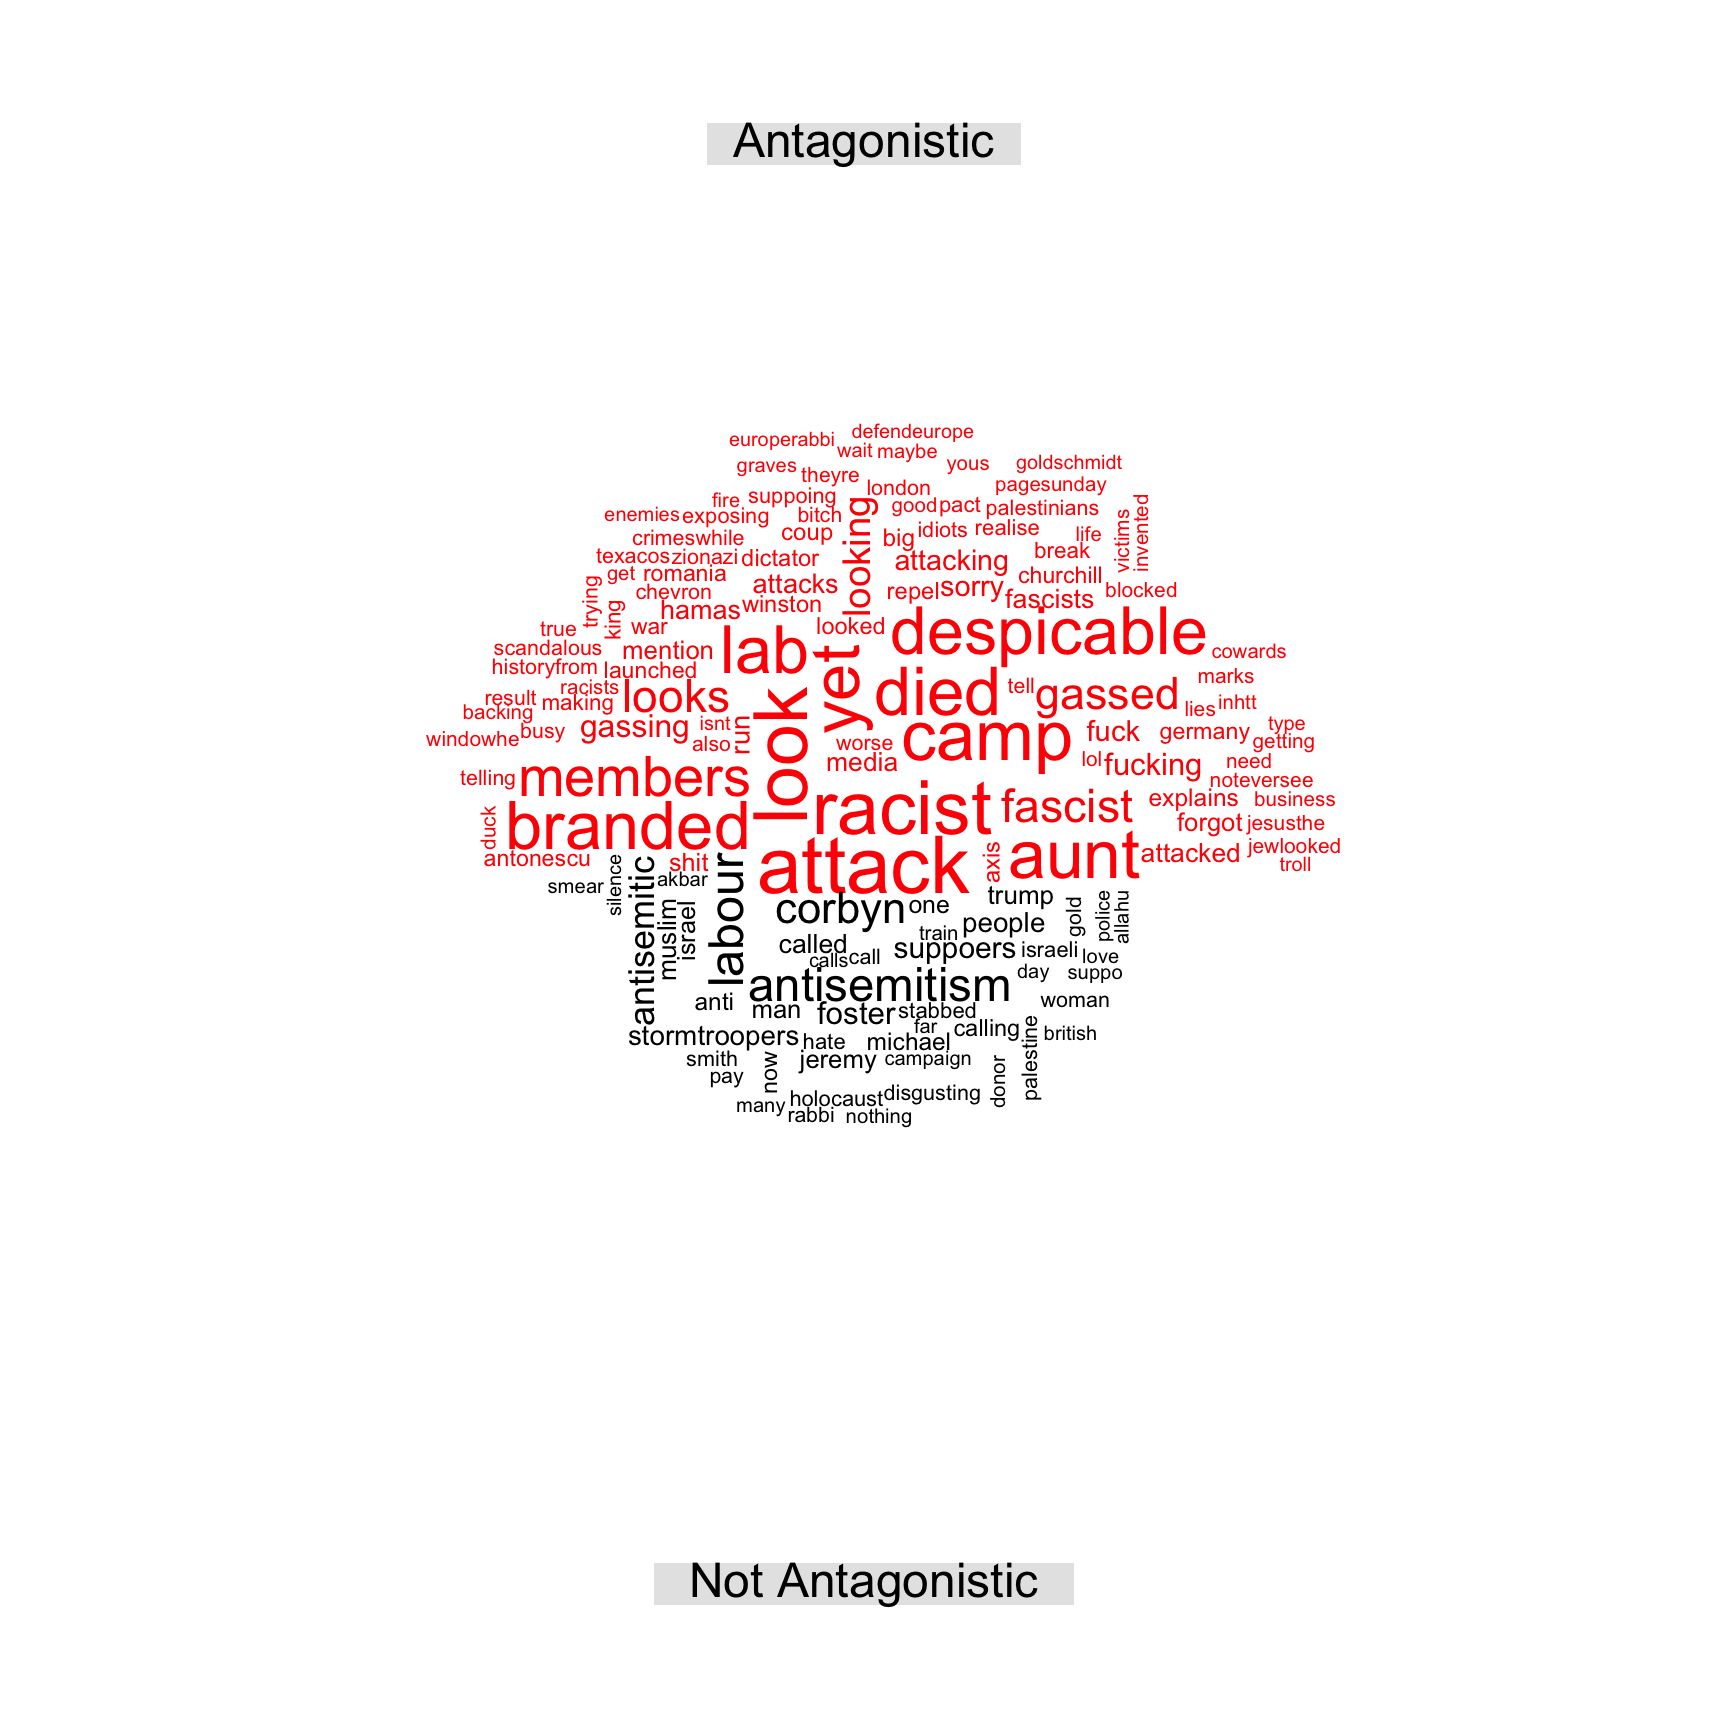 Antagonistic
europerabbi defendeurope
wait maybe
graves theyre yous goldschmidt
fire suppoing london pagesunday
enemies exposing bitch looking good pact palestinians victims invented
crimeswhile coup big idiots realise life
texacos zionazi dictator attacking break
get romania attacks churchill
trying chevron repel sorry blocked
king hamas winston fascists
true war looked despicable
scandalous mention lab yet cowards
historyfrom launched died tell gassed marks
result racists looks look lies inhtt
backing making
windowhe busy gassing isnt run camp fuck germany type
also worse getting
telling members media lol fucking need
noteversee
duck branded racist fascist explains business
forgot jesusthe
antonescu shit attack axis aunt attacked jewlooked
troll
smear silence antisemitic akbar labour trump gold police allahu
muslim israel corbyn one people
called train suppoers israeli love
calls call
antisemitism day suppo
anti man foster stabbed woman
stormtroopers far calling palestine british
hate michael
smith now jeremy campaign
pay donor
many holocaust disgusting
rabbi nothing
Not Antagonistic